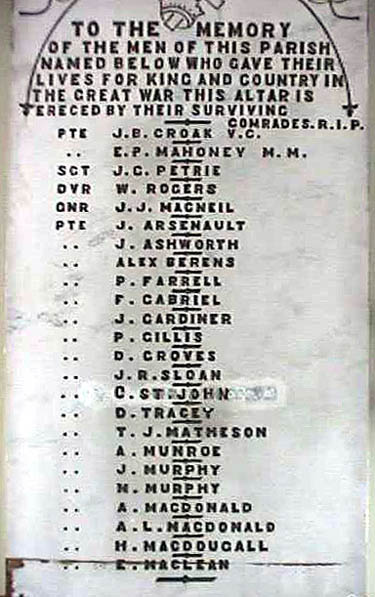 TO THE MEMORY
OF THE MEN OF THIS PARISH
NAMED BELOW WHO GAVE THEIR
LIVES FOR KING AND COUNTRY IN
THE GREAT WAR THIS ALTAR IS
ERECED BY THEIR SURVIVING
COMRADES. R.I.P.
PTE J.B. CROAK V.C.
.. E.P. MAHONEY M.M.
SGT J.C. PETRIE
DVR W. ROGERS
GNR J.J. MACNEIL
PTE J. ARSENAULT
.. J. ASHWORTH
.. ALEX BERENS
.. P. FARRELL
.. F. GABRIEL
.. J. GARDINER
.. P. GILLIS
.. D. GROVES
.. J.R. SLOAN
.. C. ST. JOHN
.. D. TRACEY
.. T.J. MATHESON
.. A. MUNROE
.. J. MURPHY
.. M. MURPHY
.. A. MACDONALD
.. A.L. MACDONALD
.. H. MACDOUGALL
.. E. MACLEAN